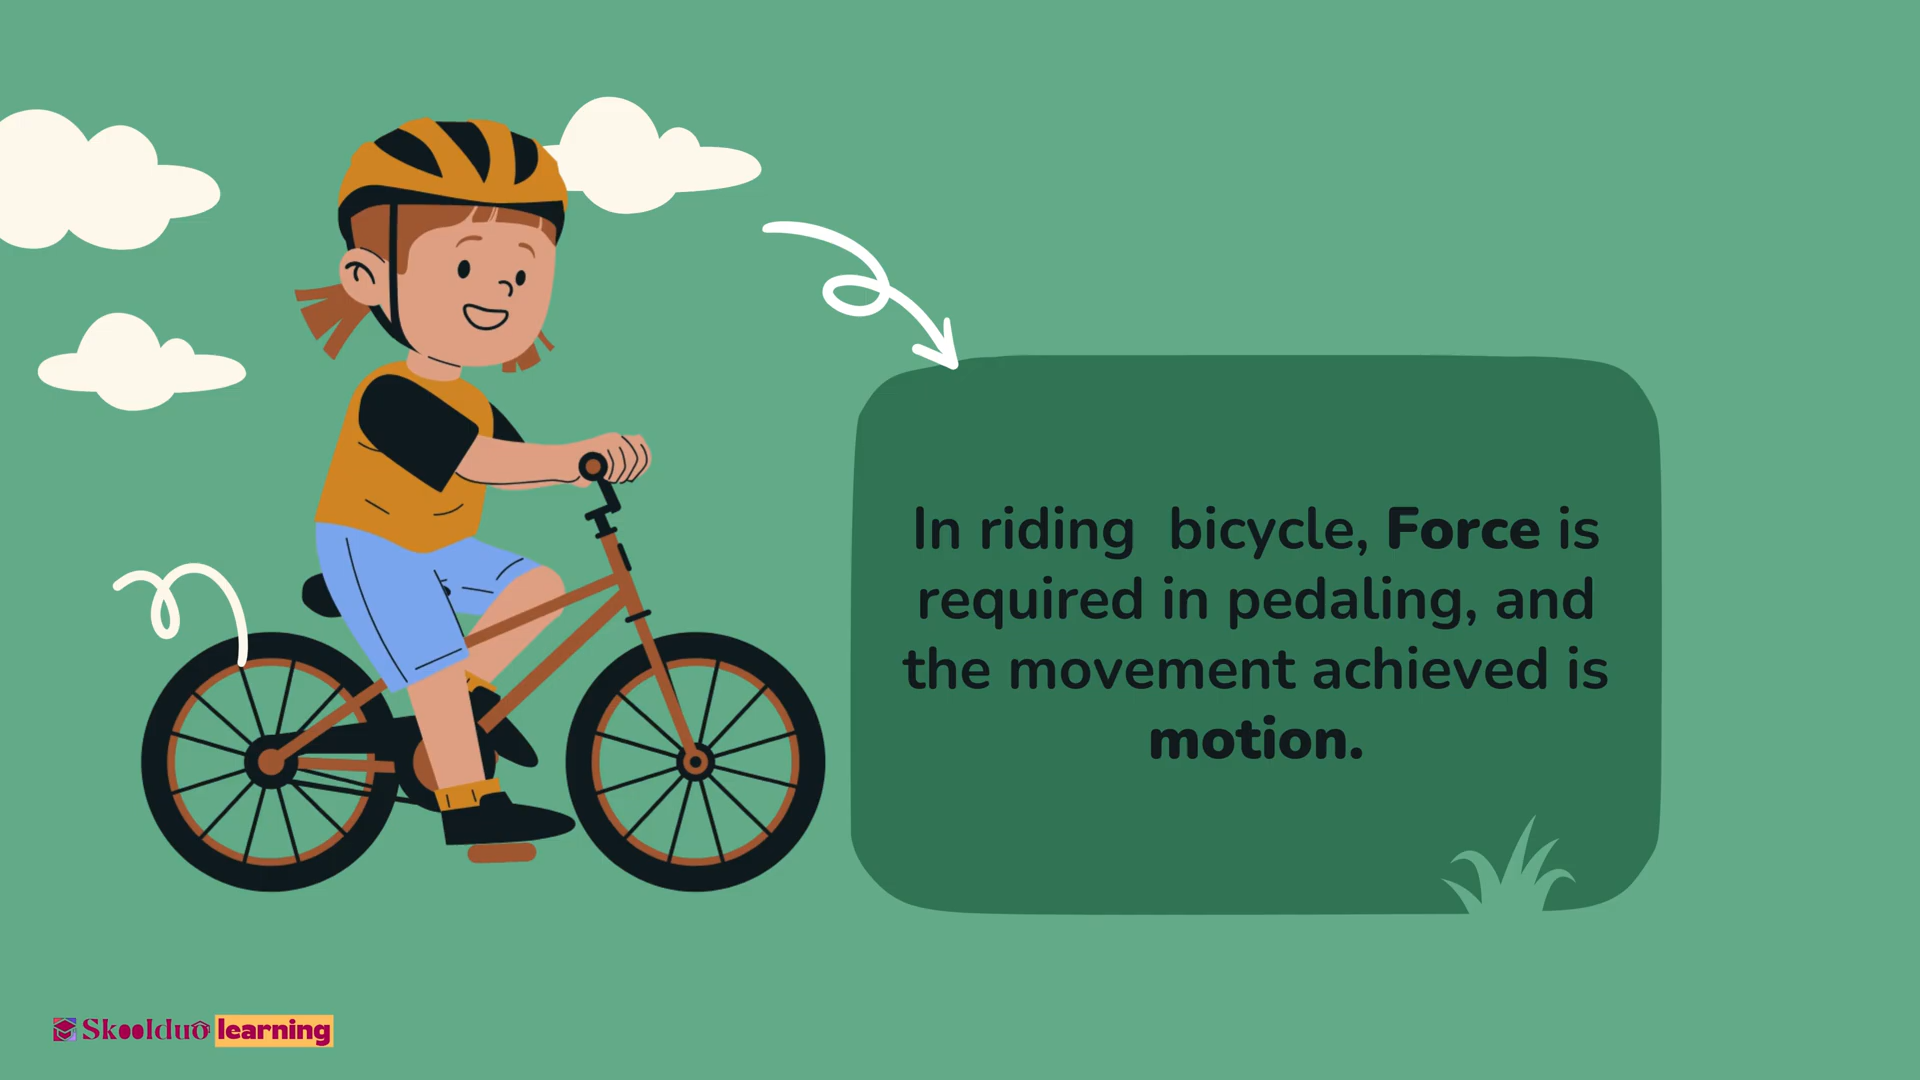 In riding  bicycle, Force is
required in pedaling, and
the movement achieved is
motion.
Skoolduo learning